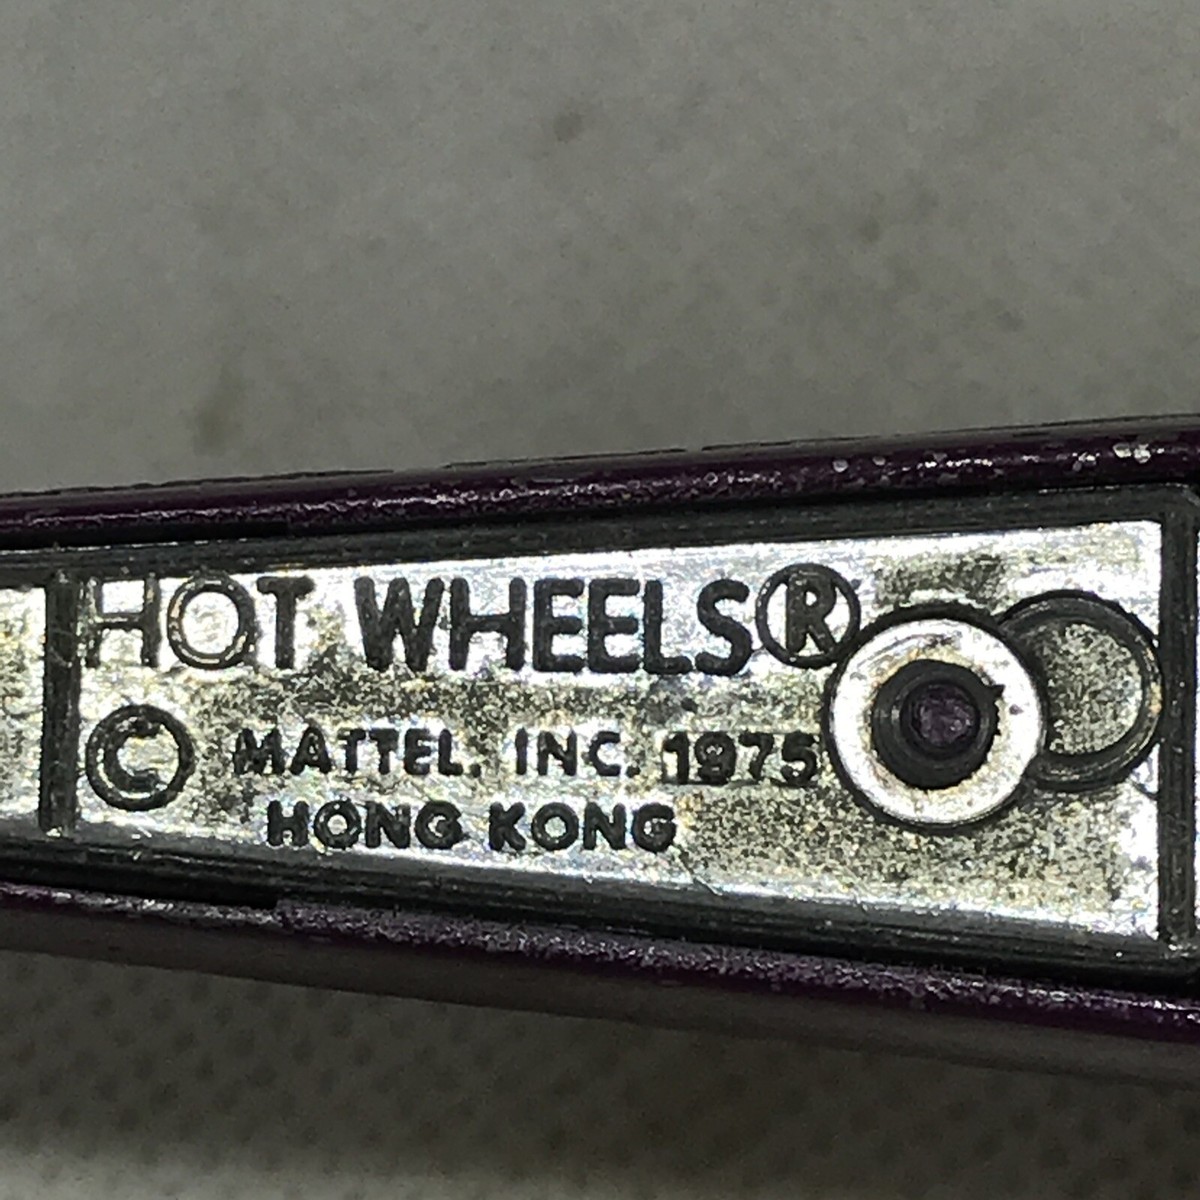 HOT WHEELS®
© MATTEL, INC. 1975
HONG KONG